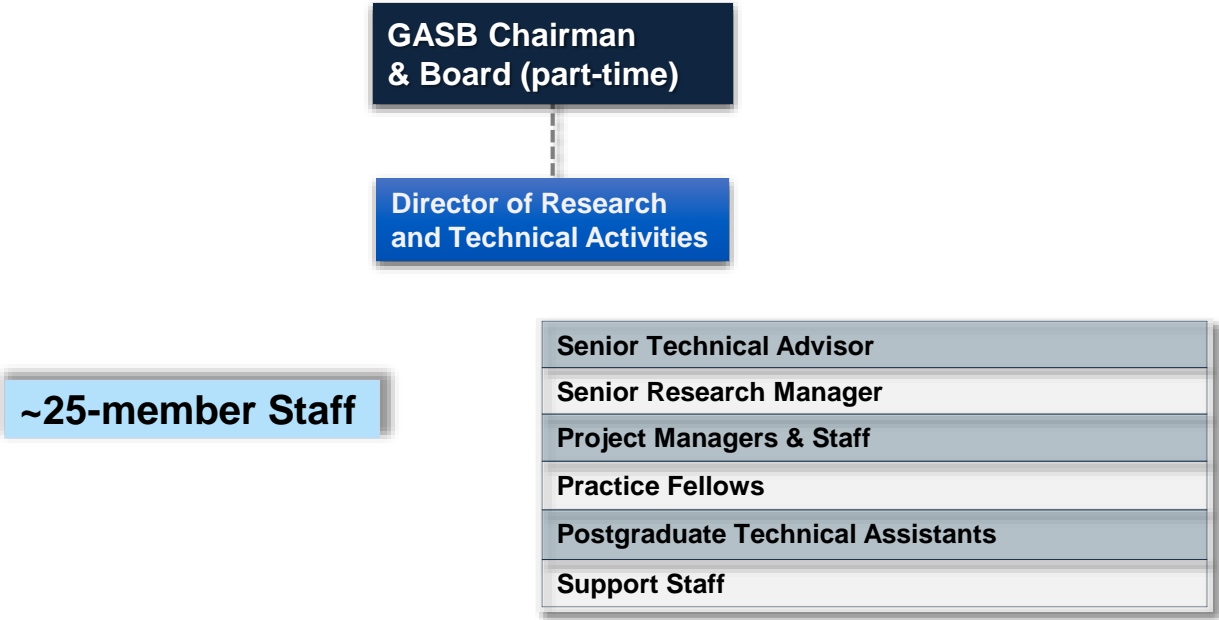 GASB Chairman
& Board (part-time)
Director of Research
and Technical Activities
~25-member Staff
Senior Technical Advisor
Senior Research Manager
Project Managers & Staff
Practice Fellows
Postgraduate Technical Assistants
Support Staff